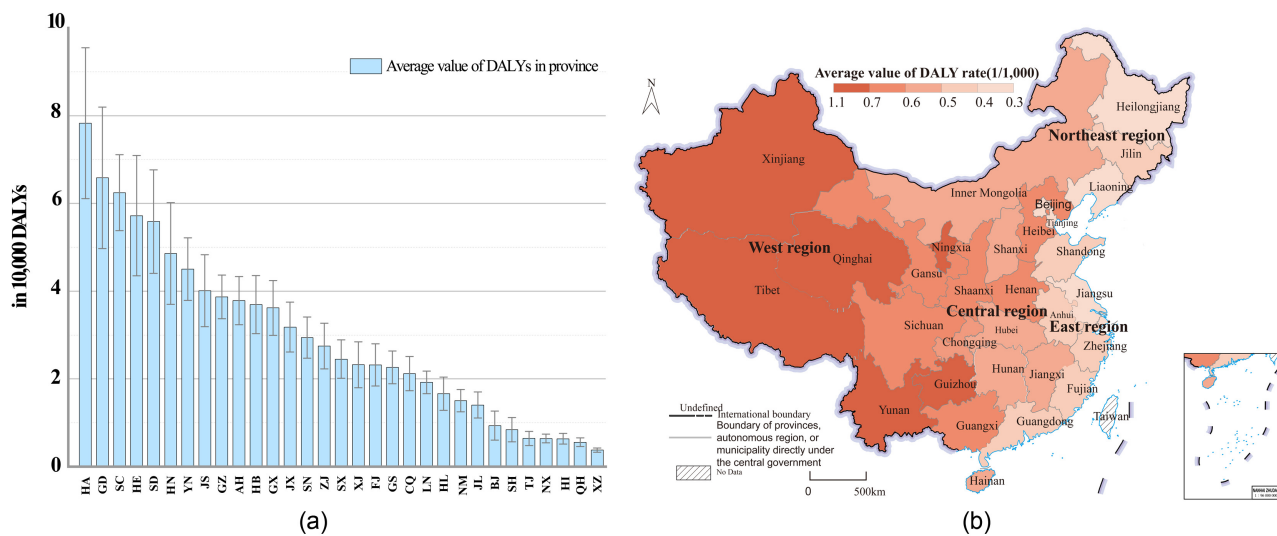 10
8
6
4
2
0
in 10,000 DALYs
Average value of DALYs in province
HA GD SC HE SD HN YN JS GZ AH HB GX JX SN ZJ SX XJ FJ GS CQ LN HL NM JL BJ SH TJ NX HI QH XZ
(a)
N
Average value of DALY rate(1/1,000)
1.1 0.7 0.6 0.5 0.4 0.3
Heilongjiang
Northeast region
Jilin
Xinjiang
Liaoning
Inner Mongolia
Beijing
Tianjing
Heibei
West region
Ningxia
Shanxi
Shandong
Qinghai
Gansu
Tibet
Shaanxi
Henan
Jiangsu
Central region
Anhui
Sichuan
Hubei
East region
Chongqing
Zhejiang
Hunan
Jiangxi
Guizhou
Fujian
Yunan
Guangxi
Guangdong
Taiwan
Hainan
Undefined
International boundary
Boundary of provinces,
autonomous region, or
municipality directly under
the central government
No Data
0 500km
(b)